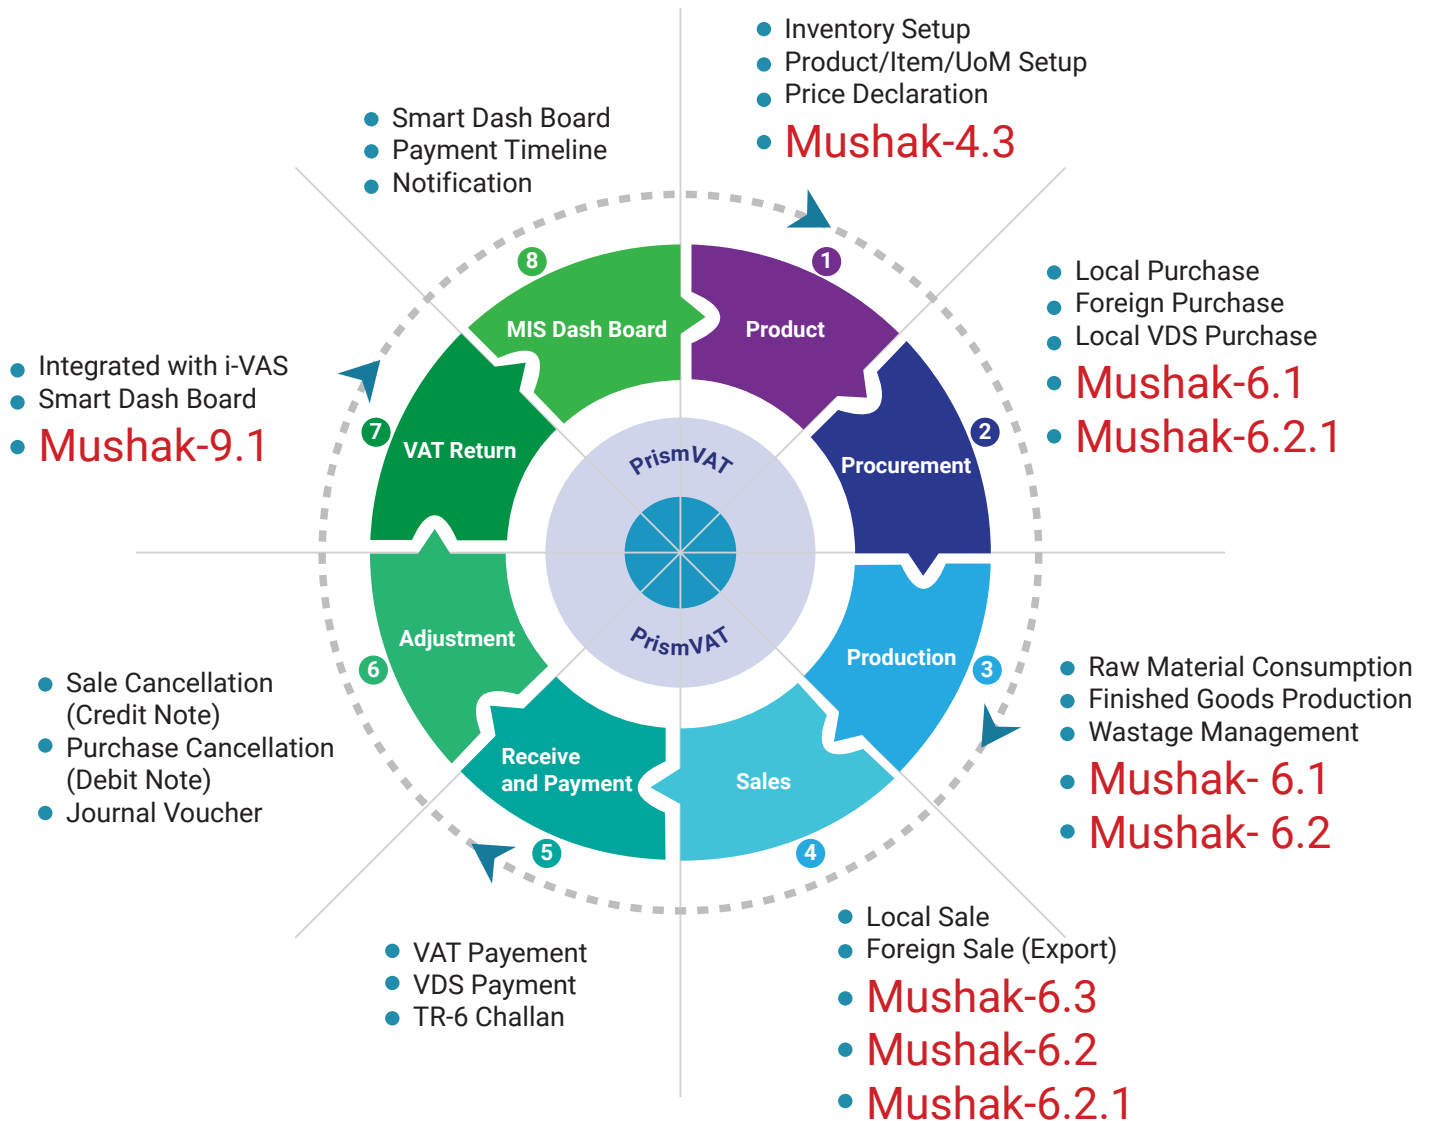 Inventory Setup
Product/Item/UoM Setup
Price Declaration
Mushak-4.3
1
Product
Local Purchase
Foreign Purchase
Local VDS Purchase
Mushak-6.1
Mushak-6.2.1
2
Procurement
Raw Material Consumption
Finished Goods Production
Wastage Management
Mushak- 6.1
Mushak- 6.2
3
Production
Local Sale
Foreign Sale (Export)
Mushak-6.3
Mushak-6.2
Mushak-6.2.1
4
Sales
VAT Payement
VDS Payment
TR-6 Challan
5
Receive
and Payment
Sale Cancellation
(Credit Note)
Purchase Cancellation
(Debit Note)
Journal Voucher
6
Adjustment
Integrated with i-VAS
Smart Dash Board
Mushak-9.1
7
VAT Return
Smart Dash Board
Payment Timeline
Notification
8
MIS Dash Board
PrismVAT
PrismVAT